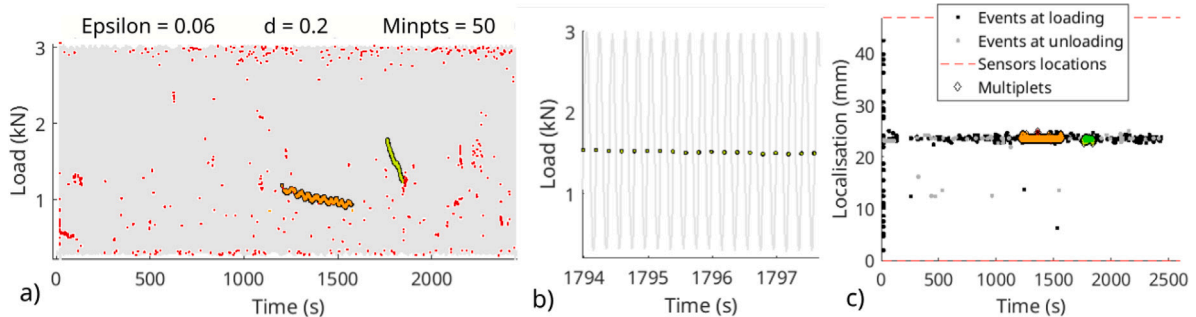 Epsilon = 0.06 d = 0.2 Minpts = 50
3
2
1
Load (kN)
0 500 1000 1500 2000
Time (s)
a)
3
2
1
Load (kN)
1794 1795 1796 1797
Time (s)
b)
Events at loading
Events at unloading
Sensors locations
Multiplets
40
30
20
10
0
Localisation (mm)
0 500 1000 1500 2000 2500
Time (s)
c)